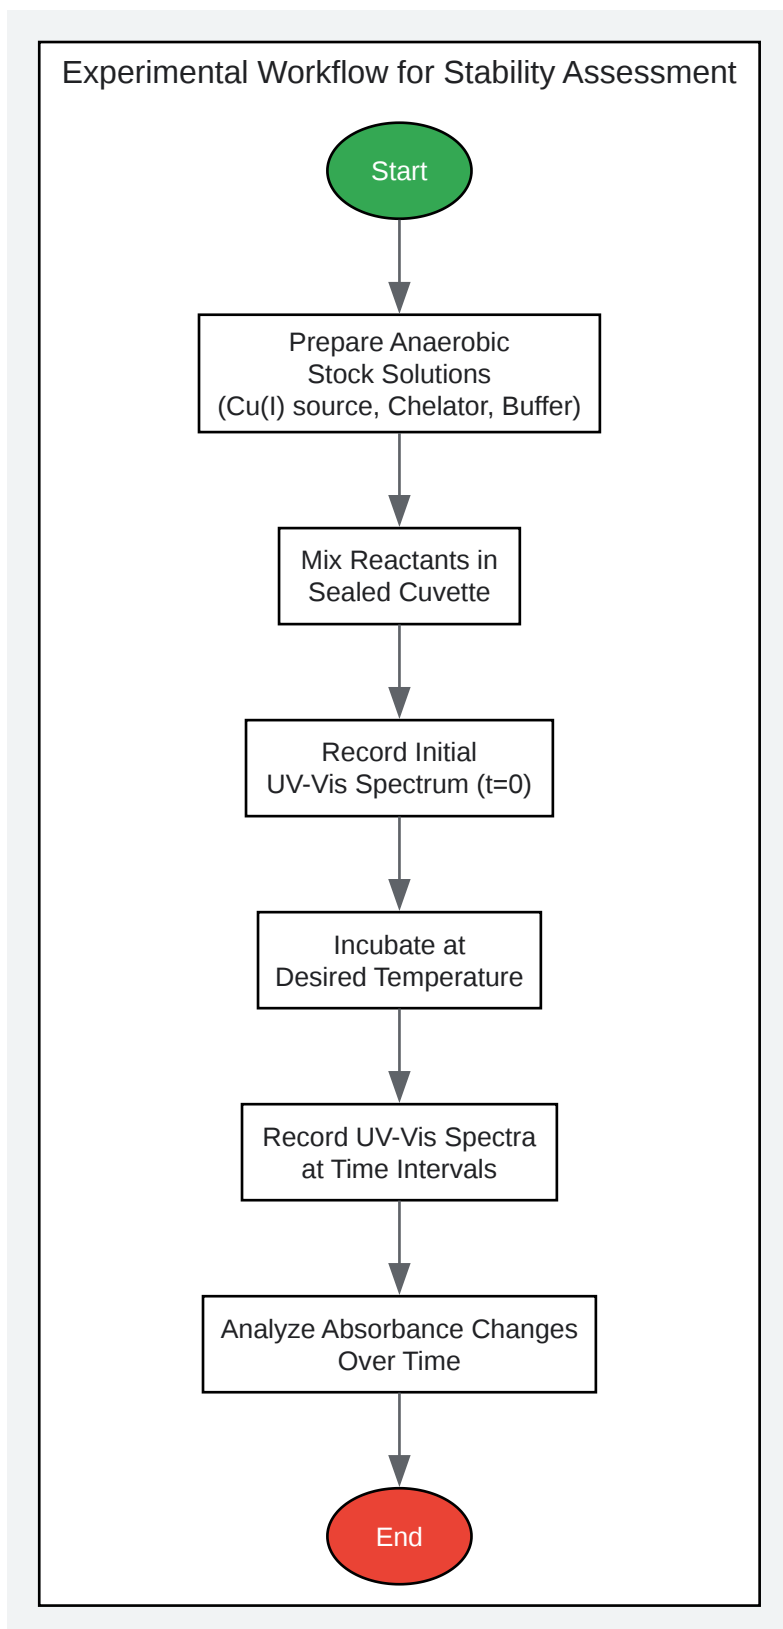 Experimental Workflow for Stability Assessment
Start
Prepare Anaerobic
Stock Solutions
(Cu(I) source, Chelator, Buffer)
Mix Reactants in
Sealed Cuvette
Record Initial
UV-Vis Spectrum (t=0)
Incubate at
Desired Temperature
Record UV-Vis Spectra
at Time Intervals
Analyze Absorbance Changes
Over Time
End